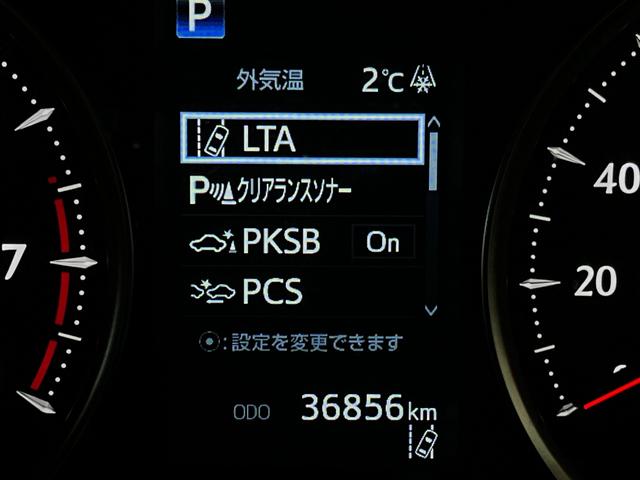 P
外気温 2℃
LTA
Pクリアランスソナー
PKSB On
PCS
:設定を変更できます
ODO 36856km
7
40
20